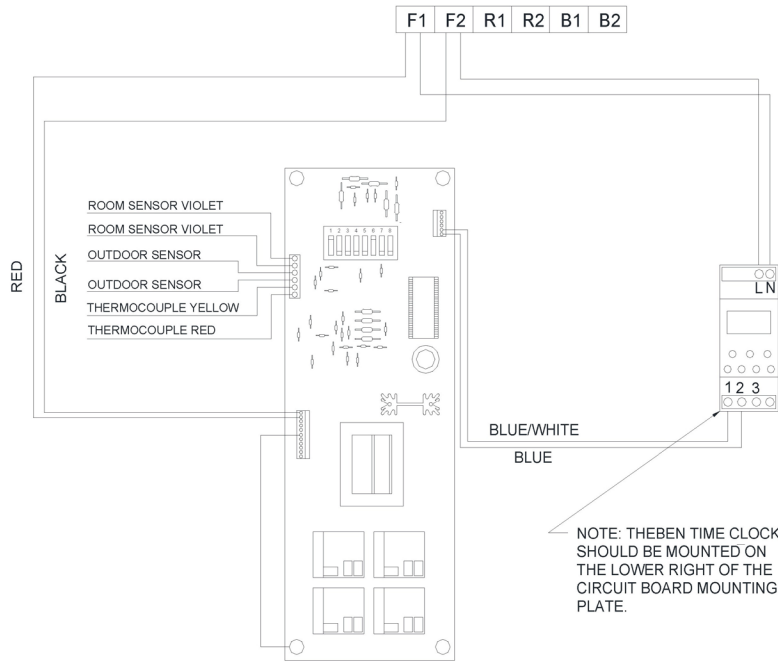 F1 F2 R1 R2 B1 B2
ROOM SENSOR VIOLET
ROOM SENSOR VIOLET
OUTDOOR SENSOR
OUTDOOR SENSOR
THERMOCOUPLE YELLOW
THERMOCOUPLE RED
RED
BLACK
1 2 3 4 5 6 7 8
L N
1 2 3
BLUE/WHITE
BLUE
NOTE: THEBEN TIME CLOCK
SHOULD BE MOUNTED ON
THE LOWER RIGHT OF THE
CIRCUIT BOARD MOUNTING
PLATE.